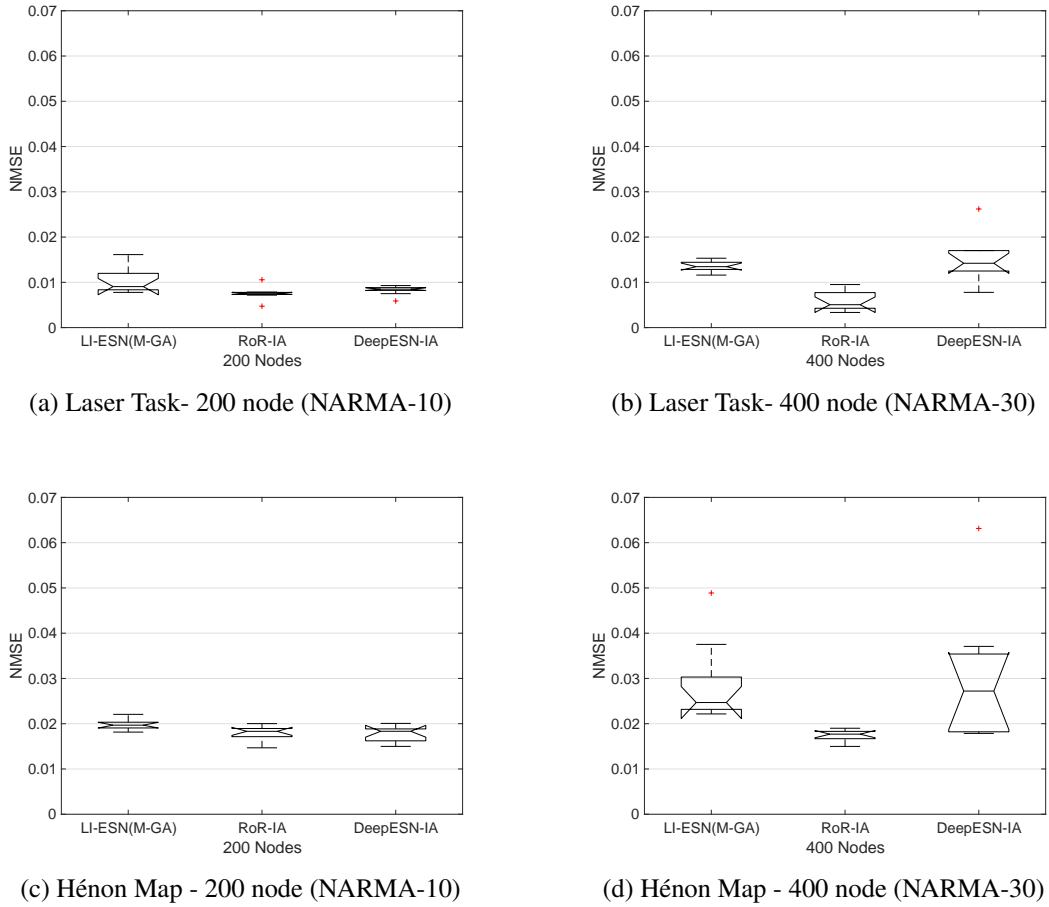 0.07
0.06
0.05
0.04
0.03
0.02
0.01
0
NMSE
LI-ESN(M-GA) RoR-IA DeepESN-IA
200 Nodes
(a) Laser Task- 200 node (NARMA-10)
0.07
0.06
0.05
0.04
0.03
0.02
0.01
0
NMSE
LI-ESN(M-GA) RoR-IA DeepESN-IA
400 Nodes
(b) Laser Task- 400 node (NARMA-30)
0.07
0.06
0.05
0.04
0.03
0.02
0.01
0
NMSE
LI-ESN(M-GA) RoR-IA DeepESN-IA
200 Nodes
(c) Hénon Map - 200 node (NARMA-10)
0.07
0.06
0.05
0.04
0.03
0.02
0.01
0
NMSE
LI-ESN(M-GA) RoR-IA DeepESN-IA
400 Nodes
(d) Hénon Map - 400 node (NARMA-30)